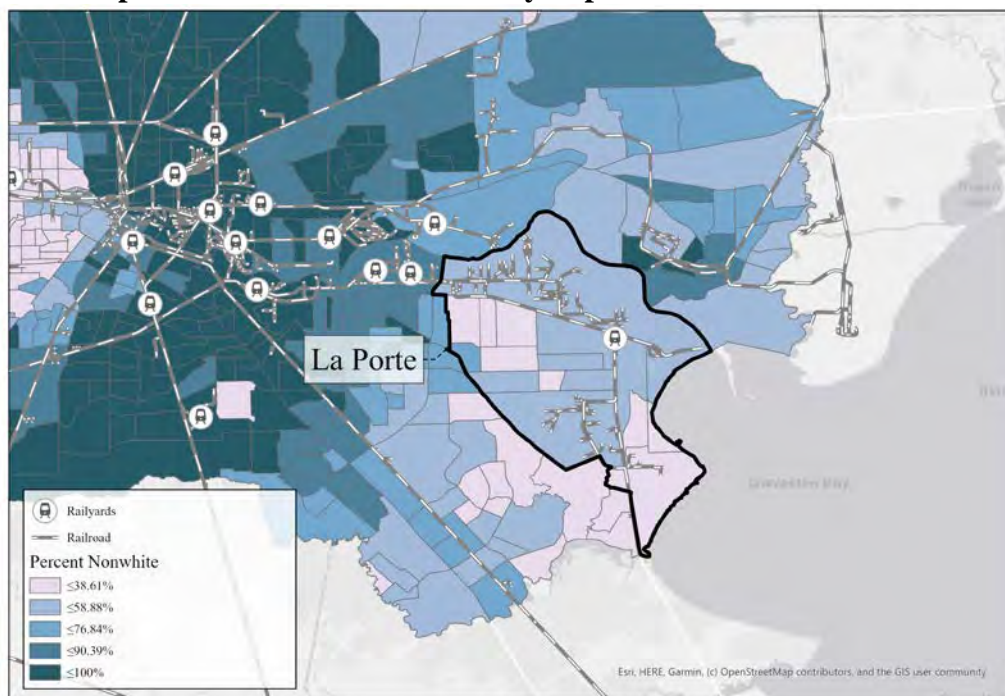 La Porte
Galveston Bay
Railyards
Railroad
Percent Nonwhite
≤38.61%
≤58.88%
≤76.84%
≤90.39%
≤100%
Esri, HERE, Garmin, (c) OpenStreetMap contributors, and the GIS user community